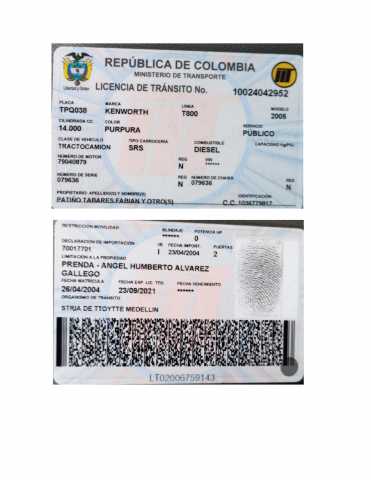 REPÚBLICA DE COLOMBIA
MINISTERIO DE TRANSPORTE
Libertad y Orden
LICENCIA DE TRÁNSITO No. 10024042952
PLACA MARCA LINEA MODELO
TPQ038 KENWORTH T800 2005
CILINDRADA CC COLOR SERVICIO
14.000 PURPURA PÚBLICO
CLASE DE VEHÍCULO TIPO CARROCERÍA COMBUSTIBLE CAPACIDAD Kg/PSJ
TRACTOCAMION SRS DIESEL
NÚMERO DE MOTOR REG VIN
79040879 N ******
NÚMERO DE SERIE REG NÚMERO DE CHASIS REG
079636 N 079636 N
PROPIETARIO: APELLIDO(S) Y NOMBRE(S) IDENTIFICACIÓN
PATIÑO TABARES FABIAN Y OTRO(S) C.C.
RESTRICCIÓN MOVILIDAD BLINDAJE POTENCIA HP
****** 0
DECLARACIÓN DE IMPORTACIÓN I/E FECHA IMPORT. PUERTAS
70017701 I 23/04/2004 2
LIMITACIÓN A LA PROPIEDAD
PRENDA - ANGEL HUMBERTO ALVAREZ
GALLEGO
FECHA MATRÍCULA FECHA EXP. LIC. TTO. FECHA VENCIMIENTO
26/04/2004 23/09/2021 ******
ORGANISMO DE TRÁNSITO
STRIA DE TTOYTTE MEDELLIN
LT02006759143